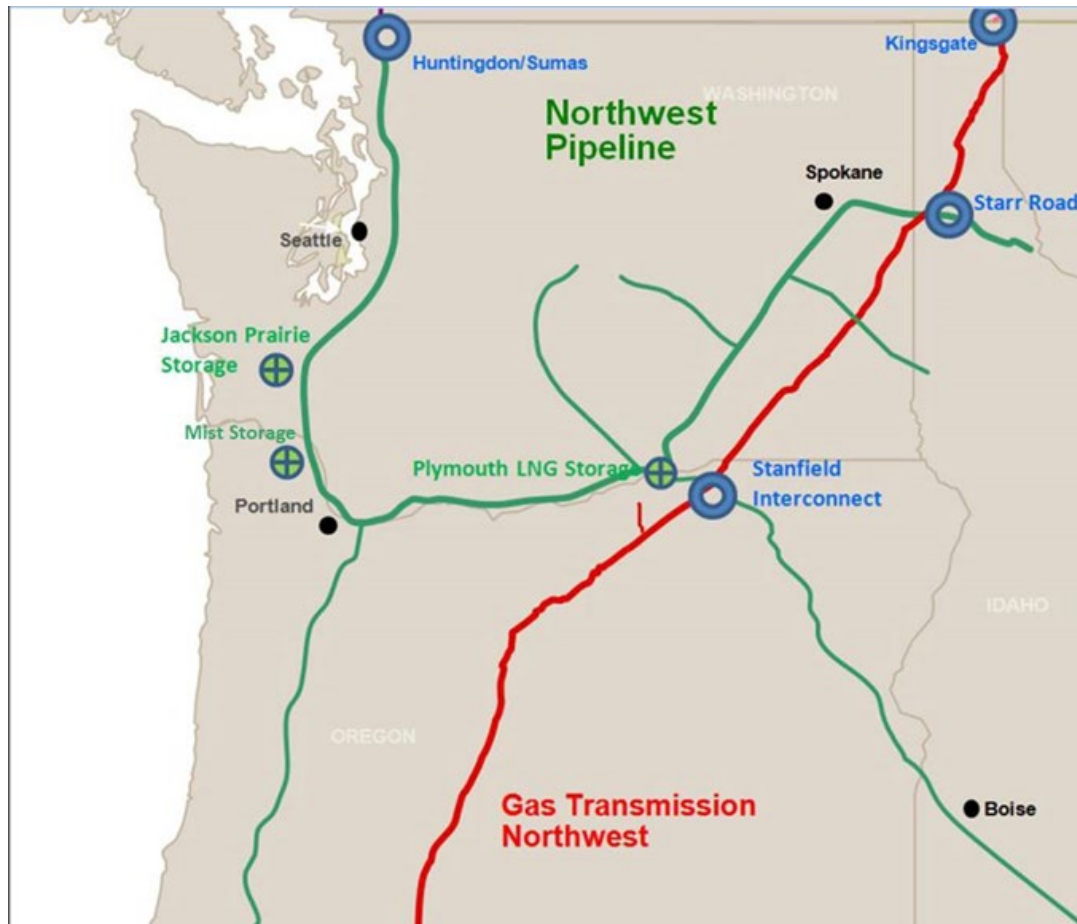 Kingsgate
Huntingdon/Sumas
WASHINGTON
Northwest
Pipeline
Spokane
Starr Road
Seattle
Jackson Prairie
Storage
Mist Storage
Plymouth LNG Storage
Stanfield
Interconnect
Portland
IDAHO
OREGON
Gas Transmission
Northwest
Boise